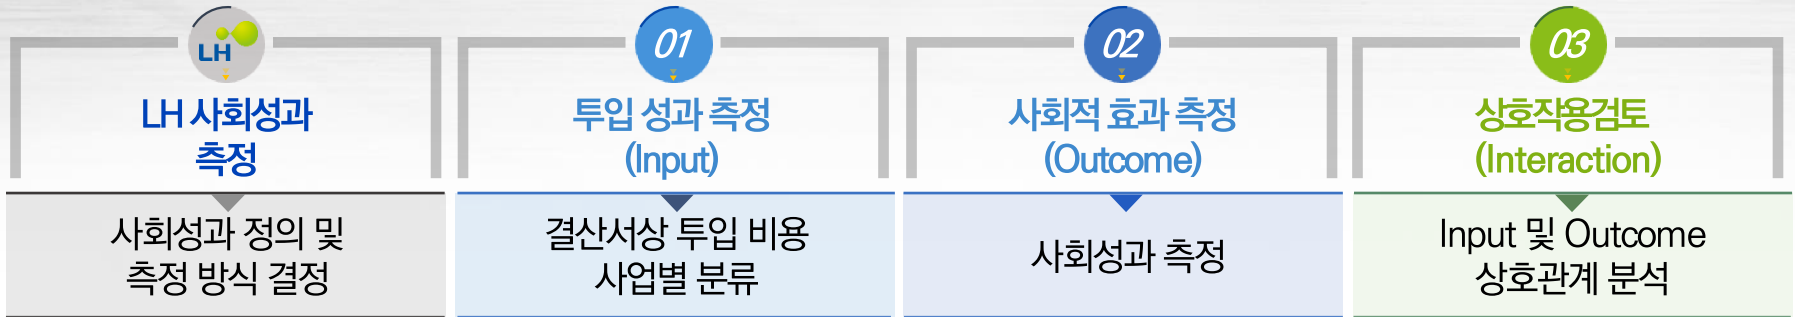 LH
LH 사회성과
측정
사회성과 정의 및
측정 방식 결정
01
투입 성과 측정
(Input)
결산서상 투입 비용
사업별 분류
02
사회적 효과 측정
(Outcome)
사회성과 측정
03
상호작용검토
(Interaction)
Input 및 Outcome
상호관계 분석